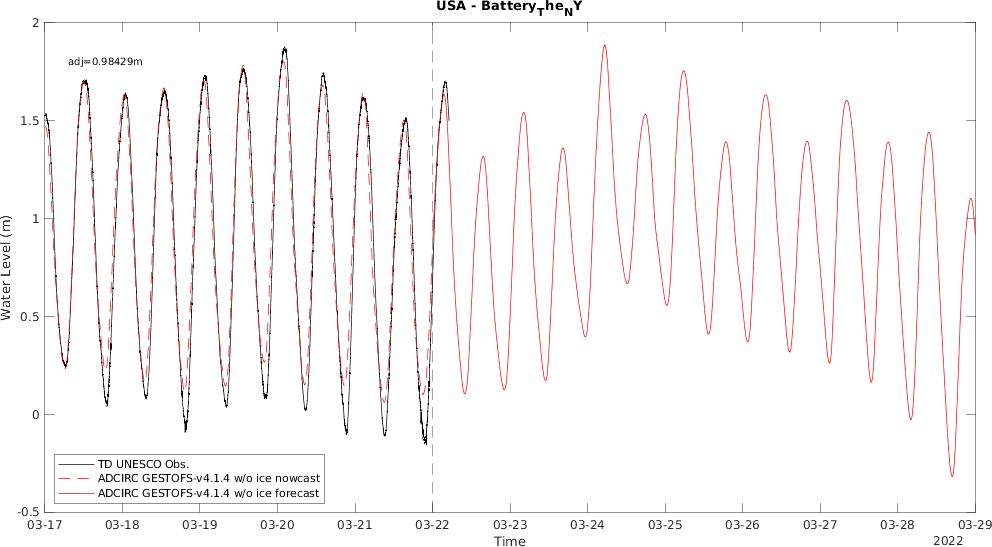 USA - Battery_The_NY
adj=0.98429m
2
1.5
1
0.5
0
-0.5
Water Level (m)
TD UNESCO Obs.
ADCIRC GESTOFS-v4.1.4 w/o ice nowcast
ADCIRC GESTOFS-v4.1.4 w/o ice forecast
03-17 03-18 03-19 03-20 03-21 03-22 03-23 03-24 03-25 03-26 03-27 03-28 03-29
Time
2022